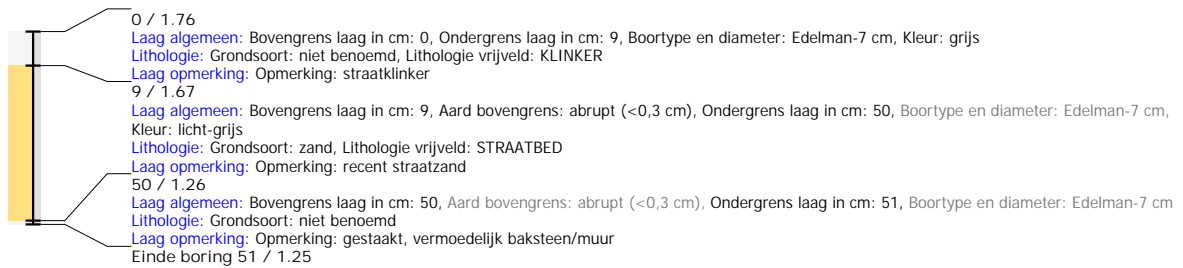 0 / 1.76
Laag algemeen: Bovengrens laag in cm: 0, Ondergrens laag in cm: 9, Boortype en diameter: Edelman-7 cm, Kleur: grijs
Lithologie: Grondsoort: niet benoemd, Lithologie vrijveld: KLINKER
Laag opmerking: Opmerking: straatklinker
9 / 1.67
Laag algemeen: Bovengrens laag in cm: 9, Aard bovengrens: abrupt (<0,3 cm), Ondergrens laag in cm: 50, Boortype en diameter: Edelman-7 cm,
Kleur: licht-grijs
Lithologie: Grondsoort: zand, Lithologie vrijveld: STRAATBED
Laag opmerking: Opmerking: recent straatzand
50 / 1.26
Laag algemeen: Bovengrens laag in cm: 50, Aard bovengrens: abrupt (<0,3 cm), Ondergrens laag in cm: 51, Boortype en diameter: Edelman-7 cm
Lithologie: Grondsoort: niet benoemd
Laag opmerking: Opmerking: gestaakt, vermoedelijk baksteen/muur
Einde boring 51 / 1.25